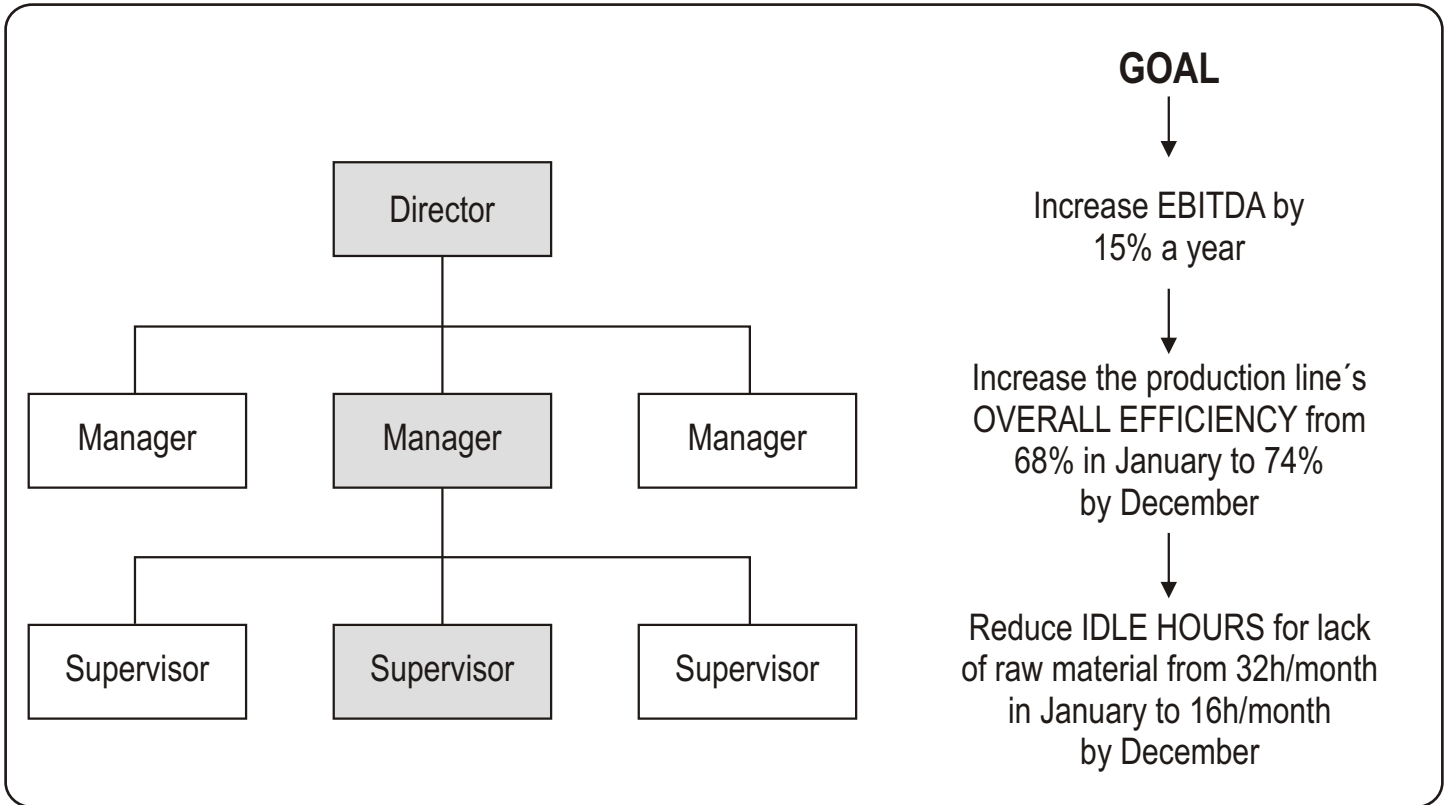 GOAL
Director
Increase EBITDA by
15% a year
Manager
Manager
Manager
Increase the production line´s
OVERALL EFFICIENCY from
68% in January to 74%
by December
Supervisor
Supervisor
Supervisor
Reduce IDLE HOURS for lack
of raw material from 32h/month
in January to 16h/month
by December